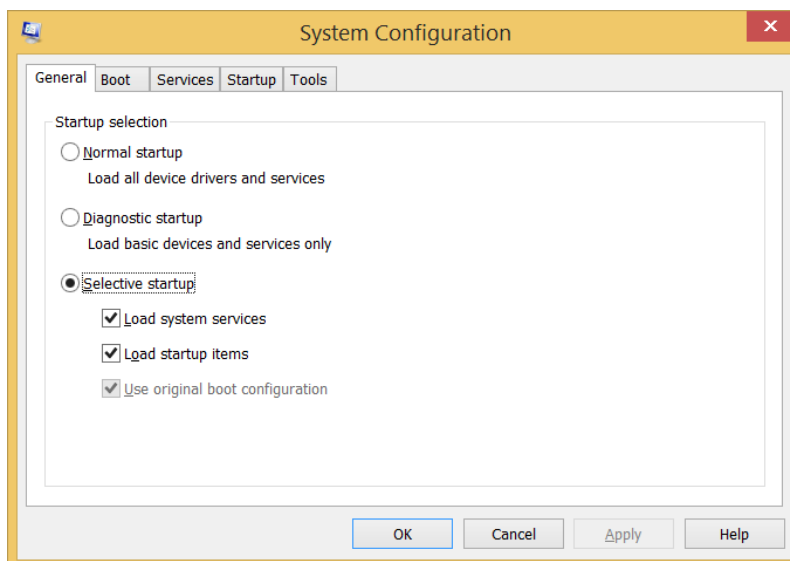 System Configuration
General Boot Services Startup Tools
Startup selection
Normal startup
Load all device drivers and services
Diagnostic startup
Load basic devices and services only
Selective startup
Load system services
Load startup items
Use original boot configuration
OK Cancel Apply Help